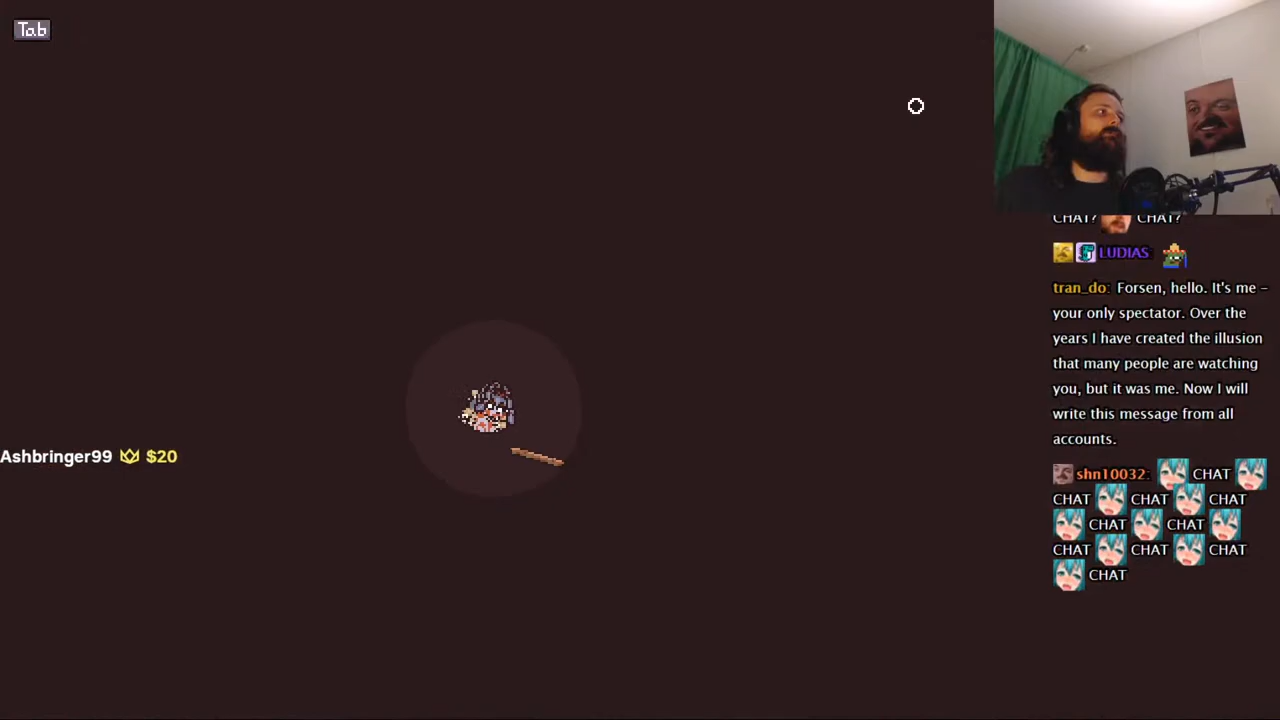 Tab
CHAT? CHAT?
LUDIAS:
tran_do: Forsen, hello. It's me –
your only spectator. Over the
years I have created the illusion
that many people are watching
you, but it was me. Now I will
write this message from all
accounts.
Ashbringer99 $20
shn10032: CHAT
CHAT CHAT CHAT
CHAT CHAT
CHAT CHAT CHAT
CHAT